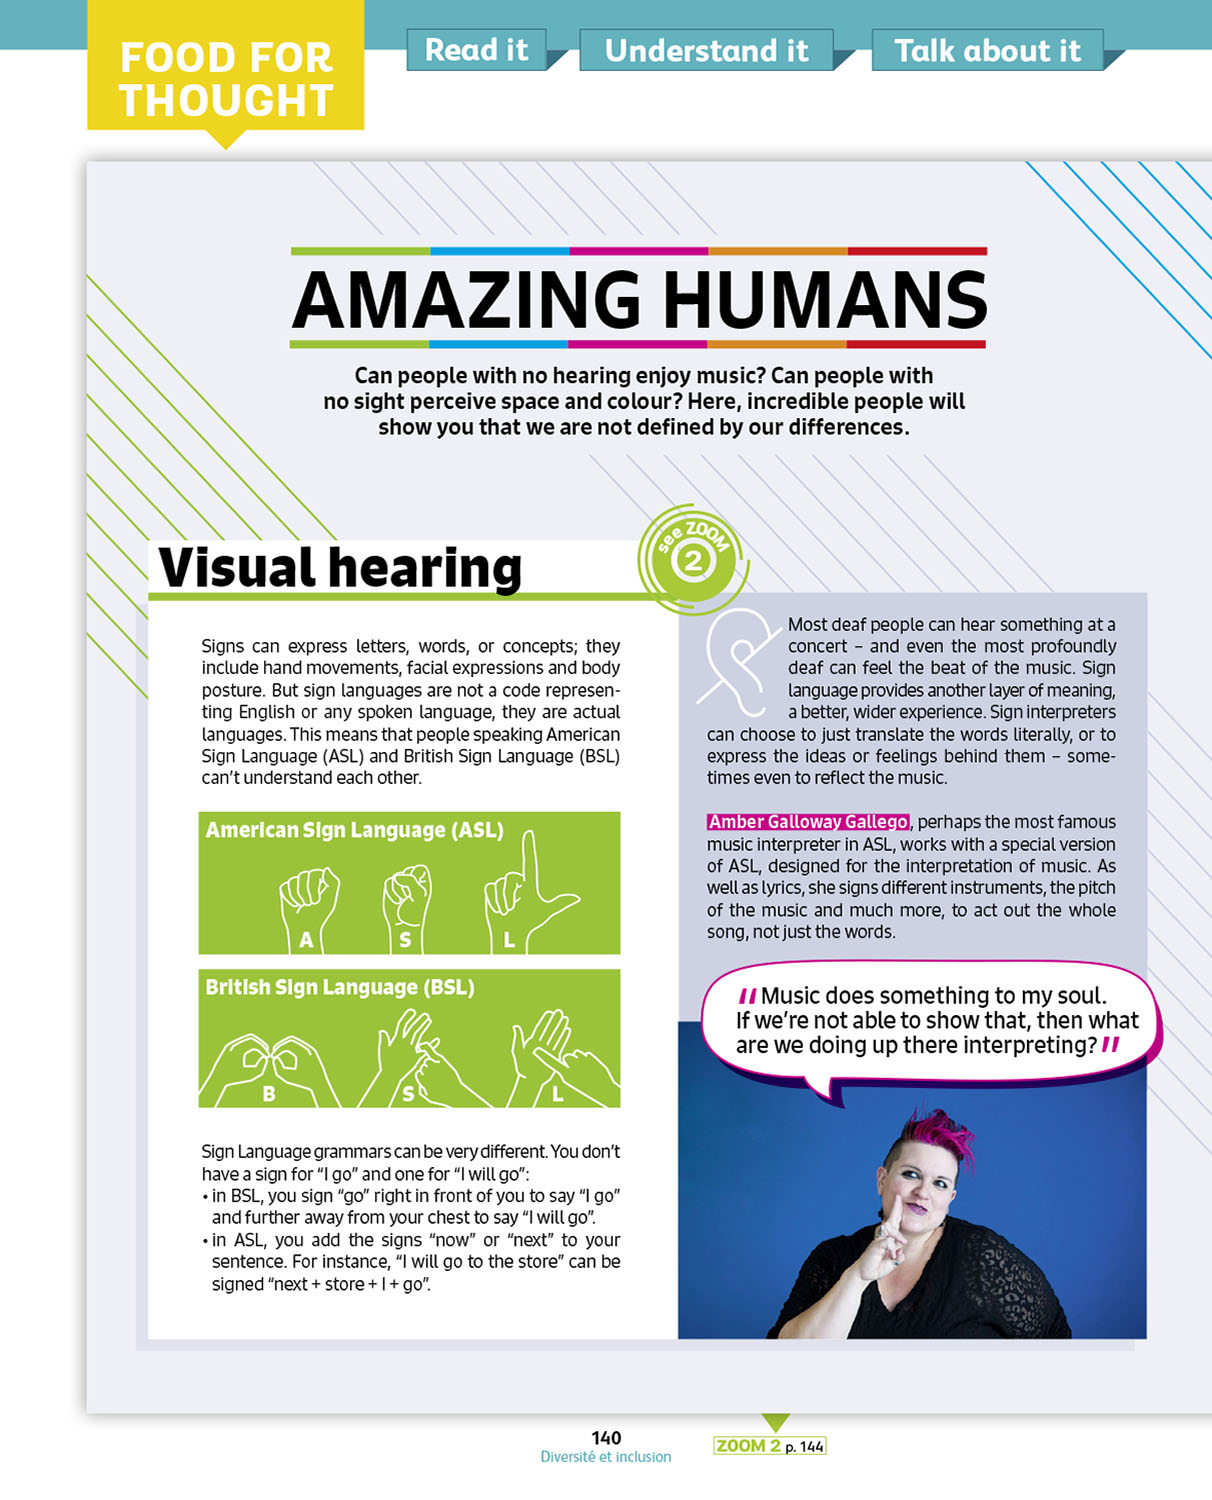 FOOD FOR
THOUGHT
Read it
Understand it
Talk about it
AMAZING HUMANS
Can people with no hearing enjoy music? Can people with
no sight perceive space and colour? Here, incredible people will
show you that we are not defined by our differences.
Visual hearing
see ZOOM
2
Signs can express letters, words, or concepts; they
include hand movements, facial expressions and body
posture. But sign languages are not a code represen-
ting English or any spoken language, they are actual
languages. This means that people speaking American
Sign Language (ASL) and British Sign Language (BSL)
can't understand each other.
American Sign Language (ASL)
A S L
British Sign Language (BSL)
B S L
Sign Language grammars can be very different. You don't
have a sign for "I go" and one for "I will go":
• in BSL, you sign "go" right in front of you to say "I go"
and further away from your chest to say "I will go".
• in ASL, you add the signs "now" or "next" to your
sentence. For instance, "I will go to the store" can be
signed "next + store + I + go".
Most deaf people can hear something at a
concert – and even the most profoundly
deaf can feel the beat of the music. Sign
language provides another layer of meaning,
a better, wider experience. Sign interpreters
can choose to just translate the words literally, or to
express the ideas or feelings behind them – some-
times even to reflect the music.
Amber Galloway Gallego, perhaps the most famous
music interpreter in ASL, works with a special version
of ASL, designed for the interpretation of music. As
well as lyrics, she signs different instruments, the pitch
of the music and much more, to act out the whole
song, not just the words.
"Music does something to my soul.
If we're not able to show that, then what
are we doing up there interpreting?"
140
Diversité et inclusion
ZOOM 2 p. 144